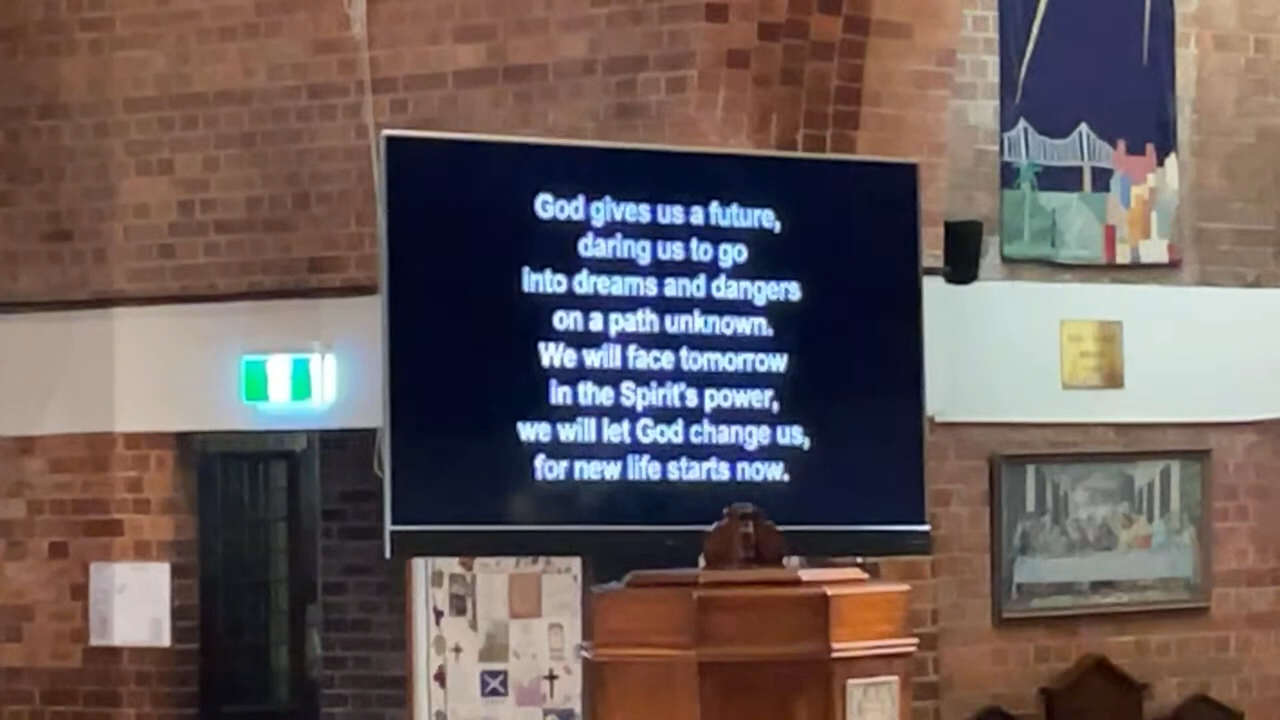 God gives us a future,
daring us to go
into dreams and dangers
on a path unknown.
We will face tomorrow
in the Spirit's power,
we will let God change us,
for new life starts now.